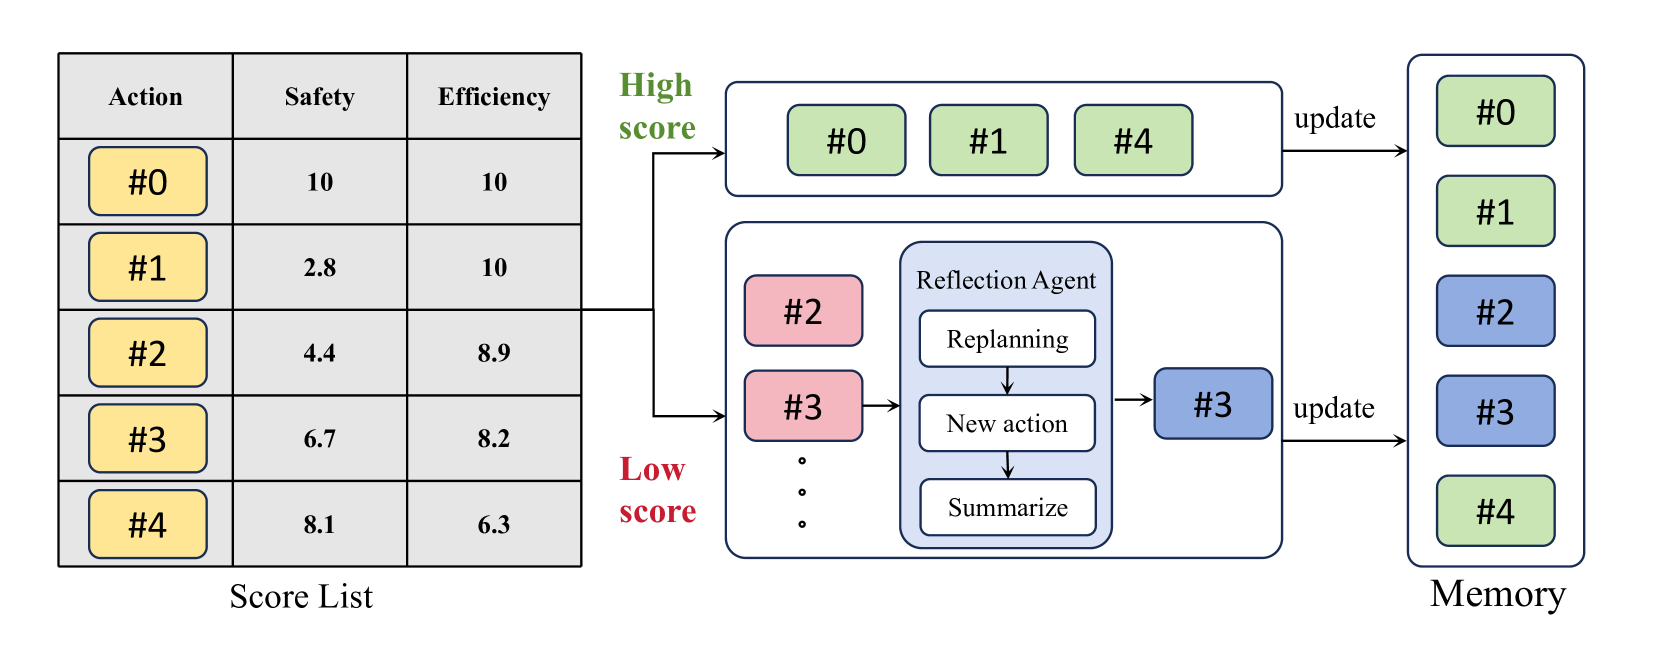 Action Safety Efficiency
#0 10 10
#1 2.8 10
#2 4.4 8.9
#3 6.7 8.2
#4 8.1 6.3
Score List
High
score
#0 #1 #4
update
Low
score
#2
#3
Reflection Agent
Replanning
New action
Summarize
#3
update
#0
#1
#2
#3
#4
Memory